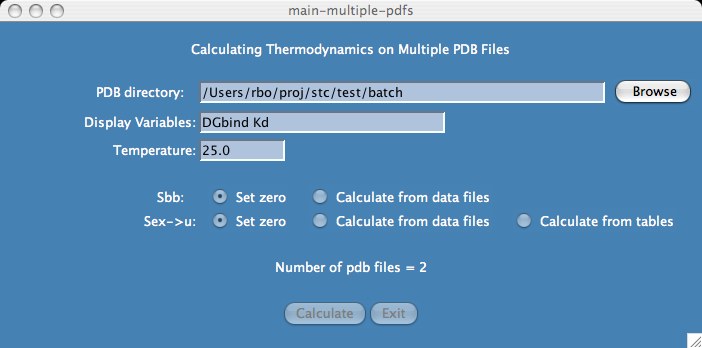 main-multiple-pdfs
Calculating Thermodynamics on Multiple PDB Files
PDB directory: /Users/rbo/proj/stc/test/batch Browse
Display Variables: DGbind Kd
Temperature: 25.0
Sbb: Set zero Calculate from data files
Sex->u: Set zero Calculate from data files Calculate from tables
Number of pdb files = 2
Calculate Exit